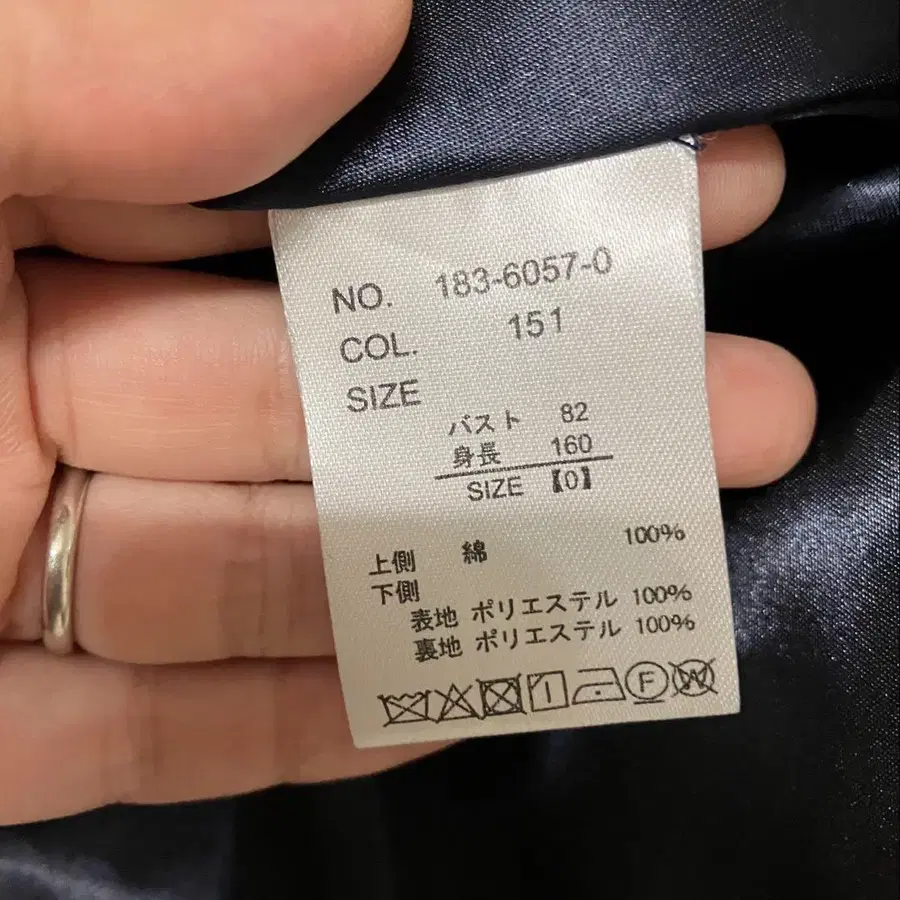 NO. 183-6057-0
COL. 151
SIZE
バスト 82
身長 160
SIZE 【0】
上側 綿 100%
下側
表地 ポリエステル 100%
裏地 ポリエステル 100%
F W